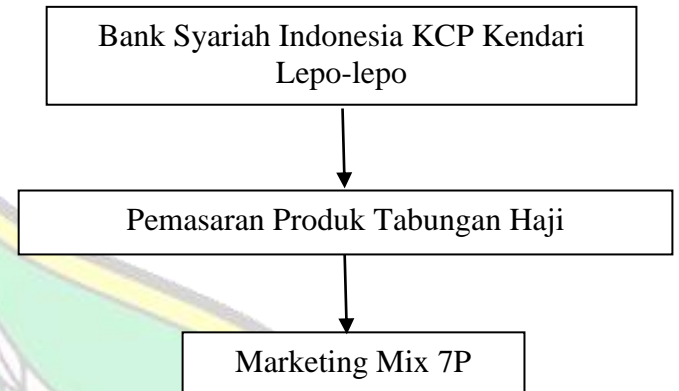 Bank Syariah Indonesia KCP Kendari
Lepo-lepo
Pemasaran Produk Tabungan Haji
Marketing Mix 7P